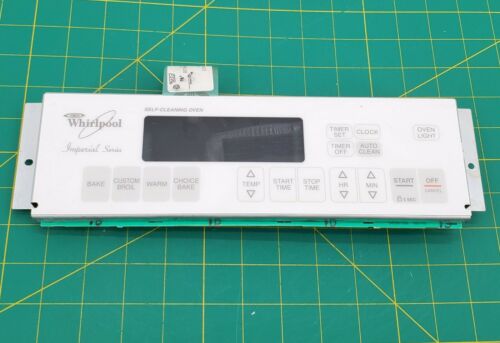 Whirlpool
Imperial Series
SELF-CLEANING OVEN
TIMER SET
CLOCK
OVEN LIGHT
TIMER OFF
AUTO CLEAN
BAKE
CUSTOM BROIL
WARM
CHOICE BAKE
TEMP
START TIME
STOP TIME
HR
MIN
START
OFF
CANCEL
5 SEC